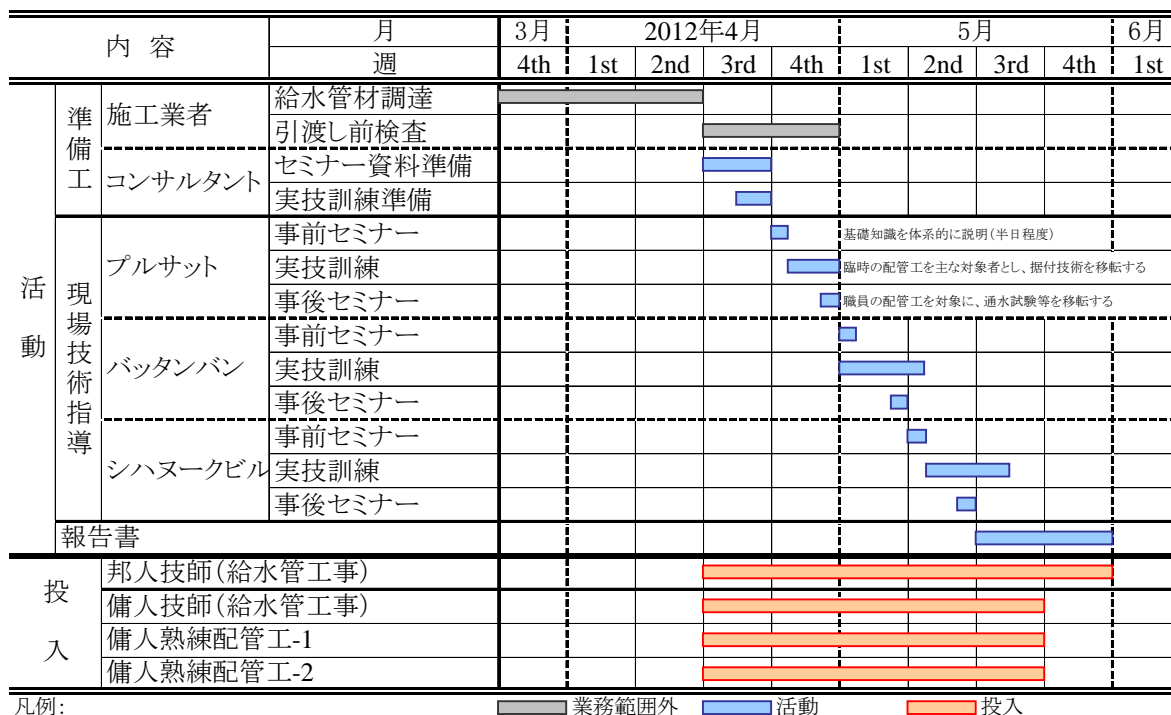 内 容 月 3月 2012年4月 5月 6月
週 4th 1st 2nd 3rd 4th 1st 2nd 3rd 4th 1st
活動
準備工
施工業者 給水管材調達
引渡し前検査
コンサルタント セミナー資料準備
実技訓練準備
現場技術指導
プルサット 事前セミナー 基礎知識を体系的に説明(半日程度)
実技訓練 臨時の配管工を主な対象者とし、据付技術を移転する
事後セミナー 職員の配管工を対象に、通水試験等を移転する
バッタンバン 事前セミナー
実技訓練
事後セミナー
シハヌークビル 事前セミナー
実技訓練
事後セミナー
報告書
投入
邦人技師(給水管工事)
傭人技師(給水管工事)
傭人熟練配管工-1
傭人熟練配管工-2
凡例: 業務範囲外 活動 投入